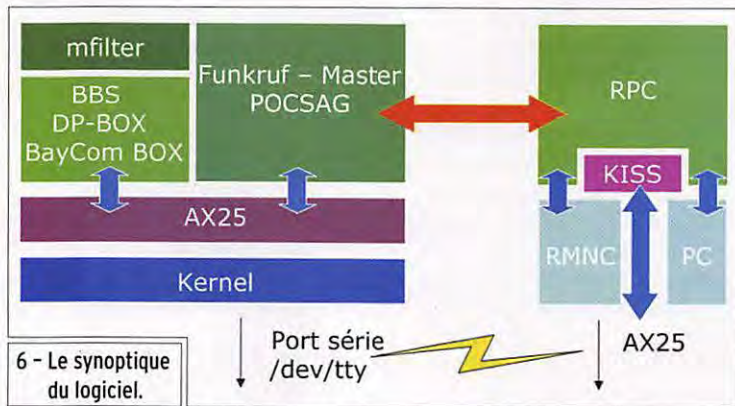 mfilter
BBS
DP-BOX
BayCom BOX
Funkruf – Master
POCSAG
RPC
KISS
AX25
RMNC
PC
Kernel
Port série
/dev/tty
AX25
6 - Le synoptique
du logiciel.